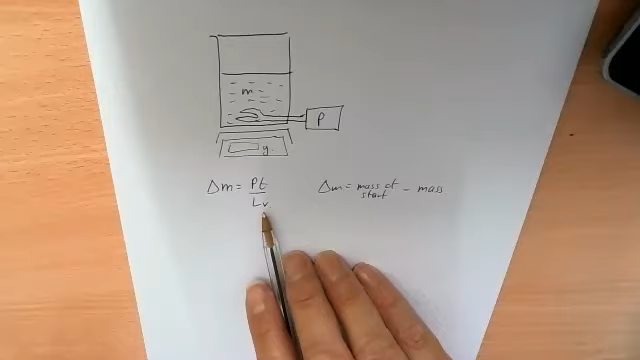 m
P
g
Δm = Pt / Lv
Δm = mass at start - mass